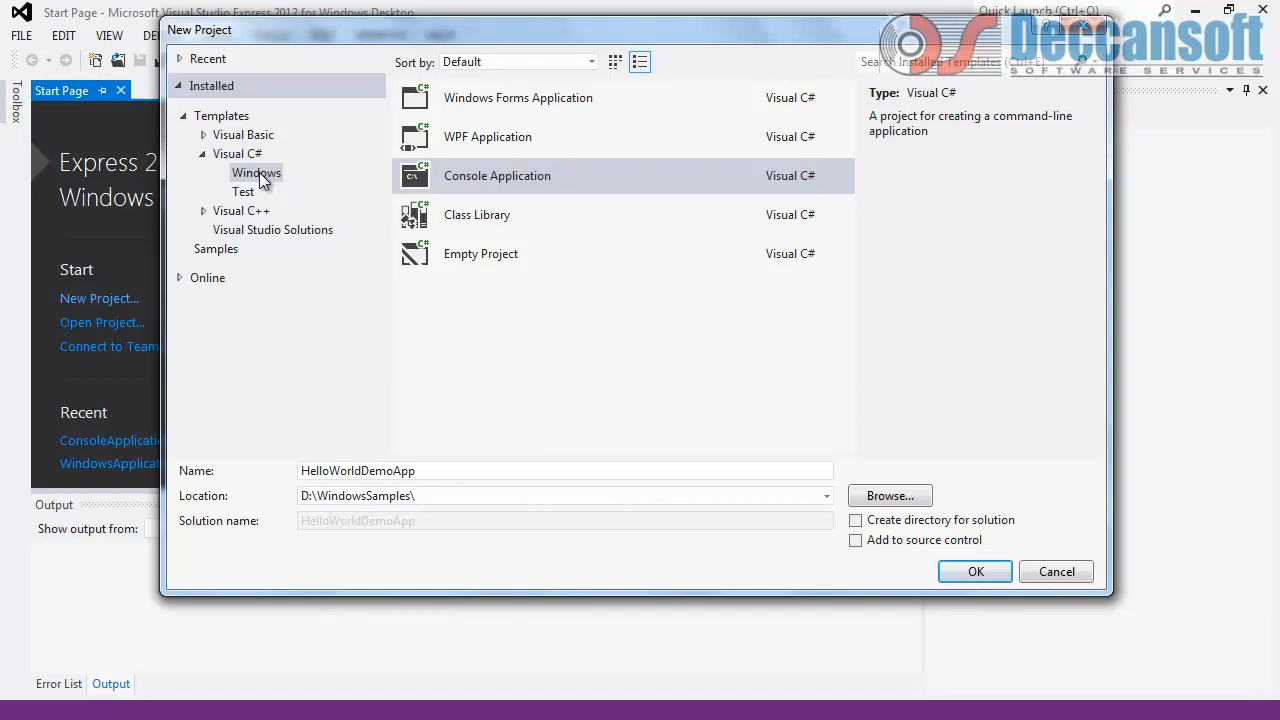 Start Page - Microsoft Visual Studio Express 2012 for Windows Desktop
Quick Launch (Ctrl+Q)
FILE EDIT VIEW
New Project
Deccansoft
SOFTWARE SERVICES
Toolbox
Start Page
Express 2
Windows
Start
New Project...
Open Project...
Connect to Team
Recent
ConsoleApplicati
WindowsApplicat
Output
Show output from:
Error List Output
Recent
Installed
Templates
Visual Basic
Visual C#
Windows
Test
Visual C++
Visual Studio Solutions
Samples
Online
Sort by: Default
Search Installed Templates (Ctrl+E)
Windows Forms Application Visual C#
WPF Application Visual C#
C:\ Console Application Visual C#
Class Library Visual C#
Empty Project Visual C#
Type: Visual C#
A project for creating a command-line
application
Name: HelloWorldDemoApp
Location: D:\WindowsSamples\
Browse...
Solution name: HelloWorldDemoApp
Create directory for solution
Add to source control
OK Cancel